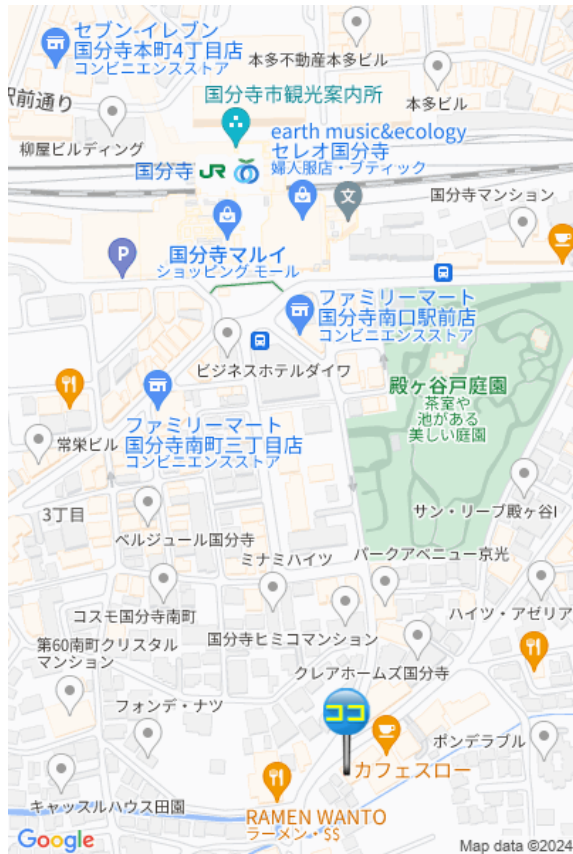 セブン-イレブン
国分寺本町4丁目店
コンビニエンスストア
本多不動産本多ビル
駅前通り
国分寺市観光案内所
本多ビル
柳屋ビルディング
earth music&ecology
セレオ国分寺
婦人服店・ブティック
国分寺 JR
文
国分寺マンション
国分寺マルイ
ショッピング モール
P
ファミリーマート
国分寺南口駅前店
コンビニエンスストア
ビジネスホテルダイワ
殿ヶ谷戸庭園
茶室や
池がある
美しい庭園
ファミリーマート
国分寺南町三丁目店
コンビニエンスストア
常栄ビル
3丁目
サン・リーブ殿ヶ谷I
ベルジュール国分寺
ミナミハイツ
パークアベニュー京光
コスモ国分寺南町
ハイツ・アゼリア
国分寺ヒミコマンション
第60南町クリスタル
マンション
クレアホームズ国分寺
フォンデ・ナツ
ココ
ポンデラブル
カフェスロー
キャッスルハウス田園
RAMEN WANTO
ラーメン・$$
Google
Map data ©2024